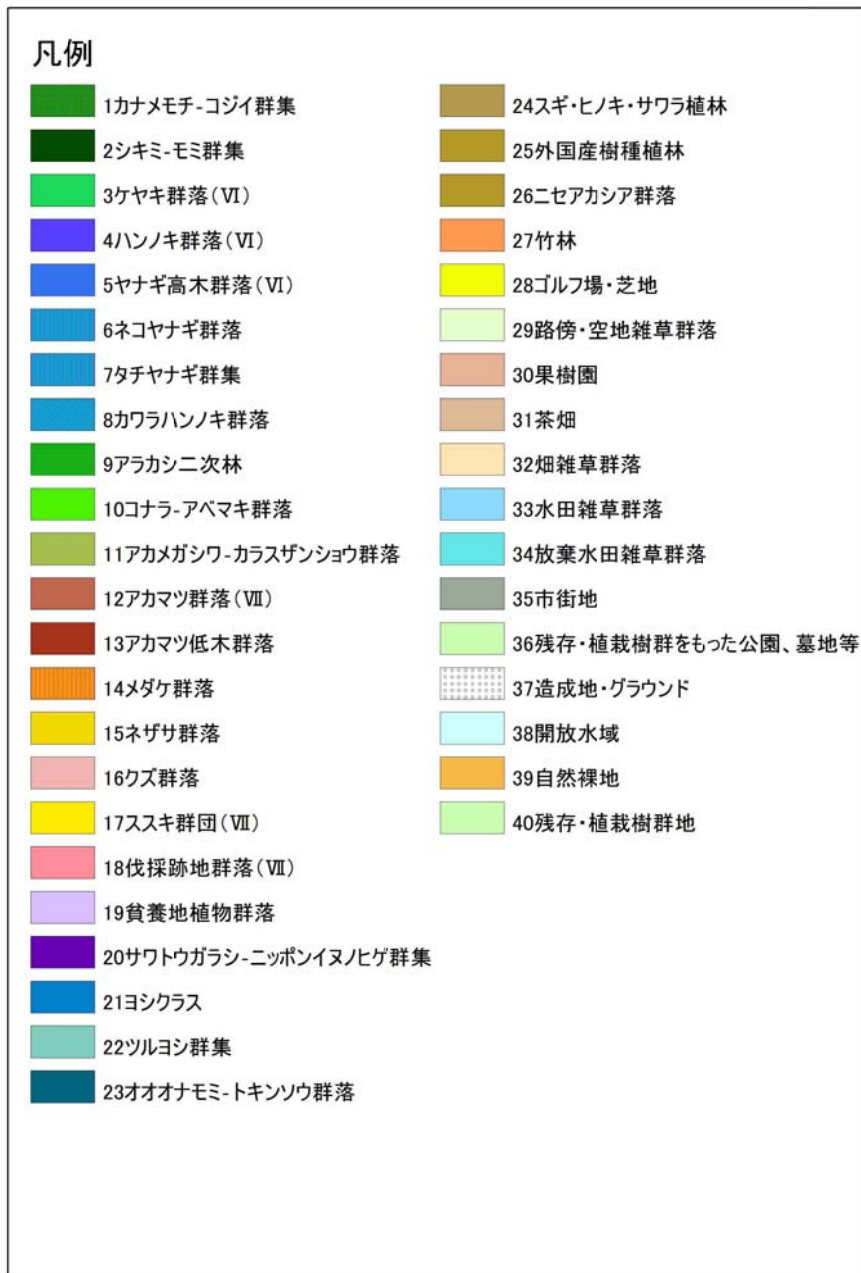 凡例
1カナメモチ-コジイ群集
2シキミ-モミ群集
3ケヤキ群落(Ⅵ)
4ハンノキ群落(Ⅵ)
5ヤナギ高木群落(Ⅵ)
6ネコヤナギ群落
7タチヤナギ群集
8カワラハンノキ群落
9アラカシ二次林
10コナラ-アベマキ群落
11アカメガシワ-カラスザンショウ群落
12アカマツ群落(Ⅶ)
13アカマツ低木群落
14メダケ群落
15ネザサ群落
16クズ群落
17ススキ群団(Ⅶ)
18伐採跡地群落(Ⅶ)
19貧養地植物群落
20サワトウガラシ-ニッポンイヌノヒゲ群集
21ヨシクラス
22ツルヨシ群集
23オオオナモミ-トキンソウ群落
24スギ・ヒノキ・サワラ植林
25外国産樹種植林
26ニセアカシア群落
27竹林
28ゴルフ場・芝地
29路傍・空地雑草群落
30果樹園
31茶畑
32畑雑草群落
33水田雑草群落
34放棄水田雑草群落
35市街地
36残存・植栽樹群をもった公園、墓地等
37造成地・グラウンド
38開放水域
39自然裸地
40残存・植栽樹群地